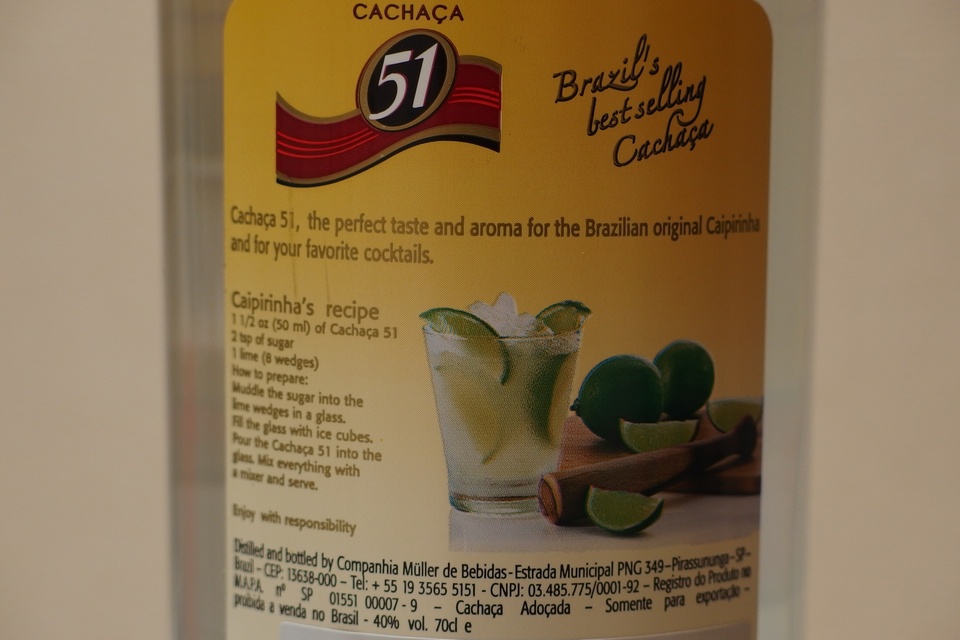 CACHAÇA
51
Brazil's
best selling
Cachaça
Cachaça 51, the perfect taste and aroma for the Brazilian original Caipirinha
and for your favorite cocktails.
Caipirinha's recipe
1 1/2 oz (50 ml) of Cachaça 51
2 tsp of sugar
1 lime (8 wedges)
How to prepare:
Muddle the sugar into the
lime wedges in a glass.
Fill the glass with ice cubes.
Pour the Cachaça 51 into the
glass. Mix everything with
a mixer and serve.
Enjoy with responsibility
Distilled and bottled by Companhia Müller de Bebidas - Estrada Municipal PNG 349 - Pirassununga - SP -
Brazil - CEP: 13638-000 - Tel: + 55 19 3565 5151 - CNPJ: 03.485.775/0001-92 - Registro do Produto no
M.A.P.A. nº SP 01551 00007 - 9 - Cachaça Adoçada - Somente para exportação -
proibida a venda no Brasil - 40% vol. 70cl e